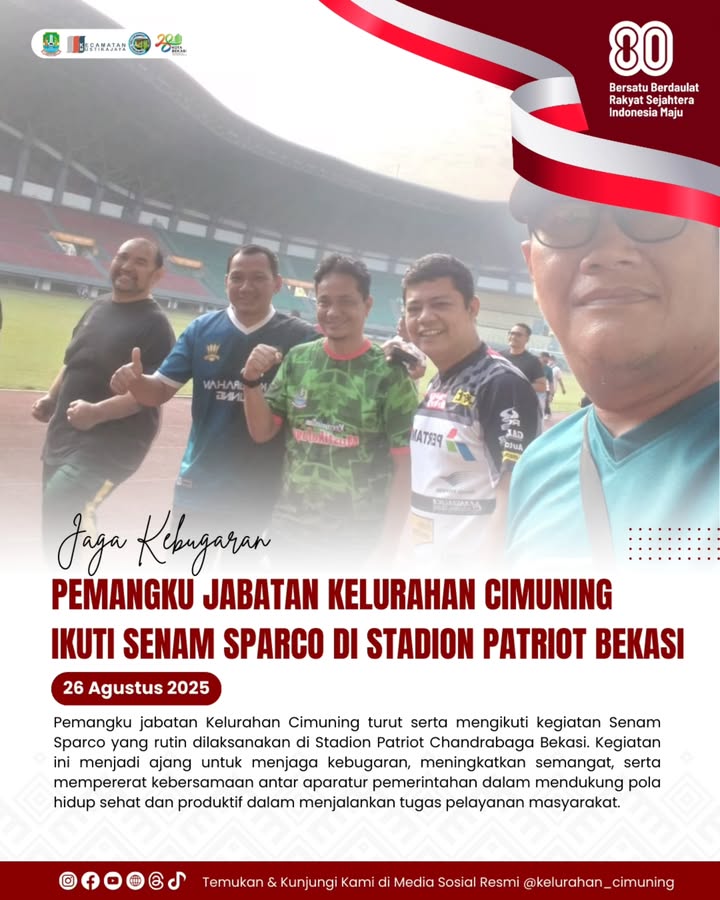 KECAMATAN
MUSTIKAJAYA
KOTA
BEKASI
80
Bersatu Berdaulat
Rakyat Sejahtera
Indonesia Maju
PERTAM
Jaga Kebugaran
PEMANGKU JABATAN KELURAHAN CIMUNING
IKUTI SENAM SPARCO DI STADION PATRIOT BEKASI
26 Agustus 2025
Pemangku jabatan Kelurahan Cimuning turut serta mengikuti kegiatan Senam
Sparco yang rutin dilaksanakan di Stadion Patriot Chandrabaga Bekasi. Kegiatan
ini menjadi ajang untuk menjaga kebugaran, meningkatkan semangat, serta
mempererat kebersamaan antar aparatur pemerintahan dalam mendukung pola
hidup sehat dan produktif dalam menjalankan tugas pelayanan masyarakat.
Temukan & Kunjungi Kami di Media Sosial Resmi @kelurahan_cimuning